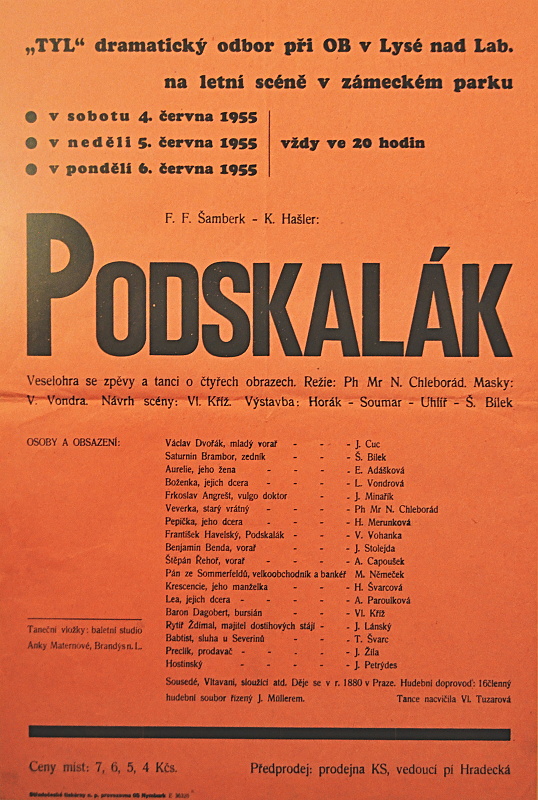 „TYL“ dramatický odbor při OB v Lysé nad Lab.
na letní scéně v zámeckém parku
● v sobotu 4. června 1955
● v neděli 5. června 1955 vždy ve 20 hodin
● v pondělí 6. června 1955
F. F. Šamberk - K. Hašler:
PODSKALÁK
Veselohra se zpěvy a tanci o čtyřech obrazech. Režie: Ph Mr N. Chleborád. Masky:
V. Vondra. Návrh scény: Vl. Kříž. Výstavba: Horák - Soumar - Uhlíř - Š. Bílek
OSOBY A OBSAZENÍ:
Václav Dvořák, mladý vorař - - - J. Cuc
Saturnin Brambor, zedník - - - Š. Bílek
Aurelie, jeho žena - - - E. Adášková
Boženka, jejich dcera - - - L. Vondrová
Frkoslav Angrešt, vulgo doktor - - J. Minařík
Veverka, starý vrátný - - - Ph Mr N. Chleborád
Pepička, jeho dcera - - - H. Merunková
František Havelský, Podskalák - - V. Vohanka
Benjamin Benda, vorař - - - J. Stolejda
Štěpán Řehoř, vorař - - - A. Capoušek
Pán ze Sommerfeldů, velkoobchodník a bankéř M. Němeček
Krescencie, jeho manželka - - - H. Švarcová
Lea, jejich dcera - - - - A. Paroulková
Baron Dagobert, bursián - - - Vl. Kříž
Rytíř Ždímal, majitel dostihových stájí - - J. Lánský
Babtist, sluha u Severinů - - - T. Švarc
Preclík, prodavač - - - - J. Žíla
Hostinský - - - - J. Petrýdes
Taneční vložky: baletní studio
Anky Maternové, Brandýs n. L.
Sousedé, Vltavani, sloužící atd. Děje se v r. 1880 v Praze. Hudební doprovod: 16členný
hudební soubor řízený J. Müllerem. Tance nacvičila Vl. Tuzarová
Ceny míst: 7, 6, 5, 4 Kčs. Předprodej: prodejna KS, vedoucí pí Hradecká
Středočeské tiskárny n. p. provozovna 05 Nymburk